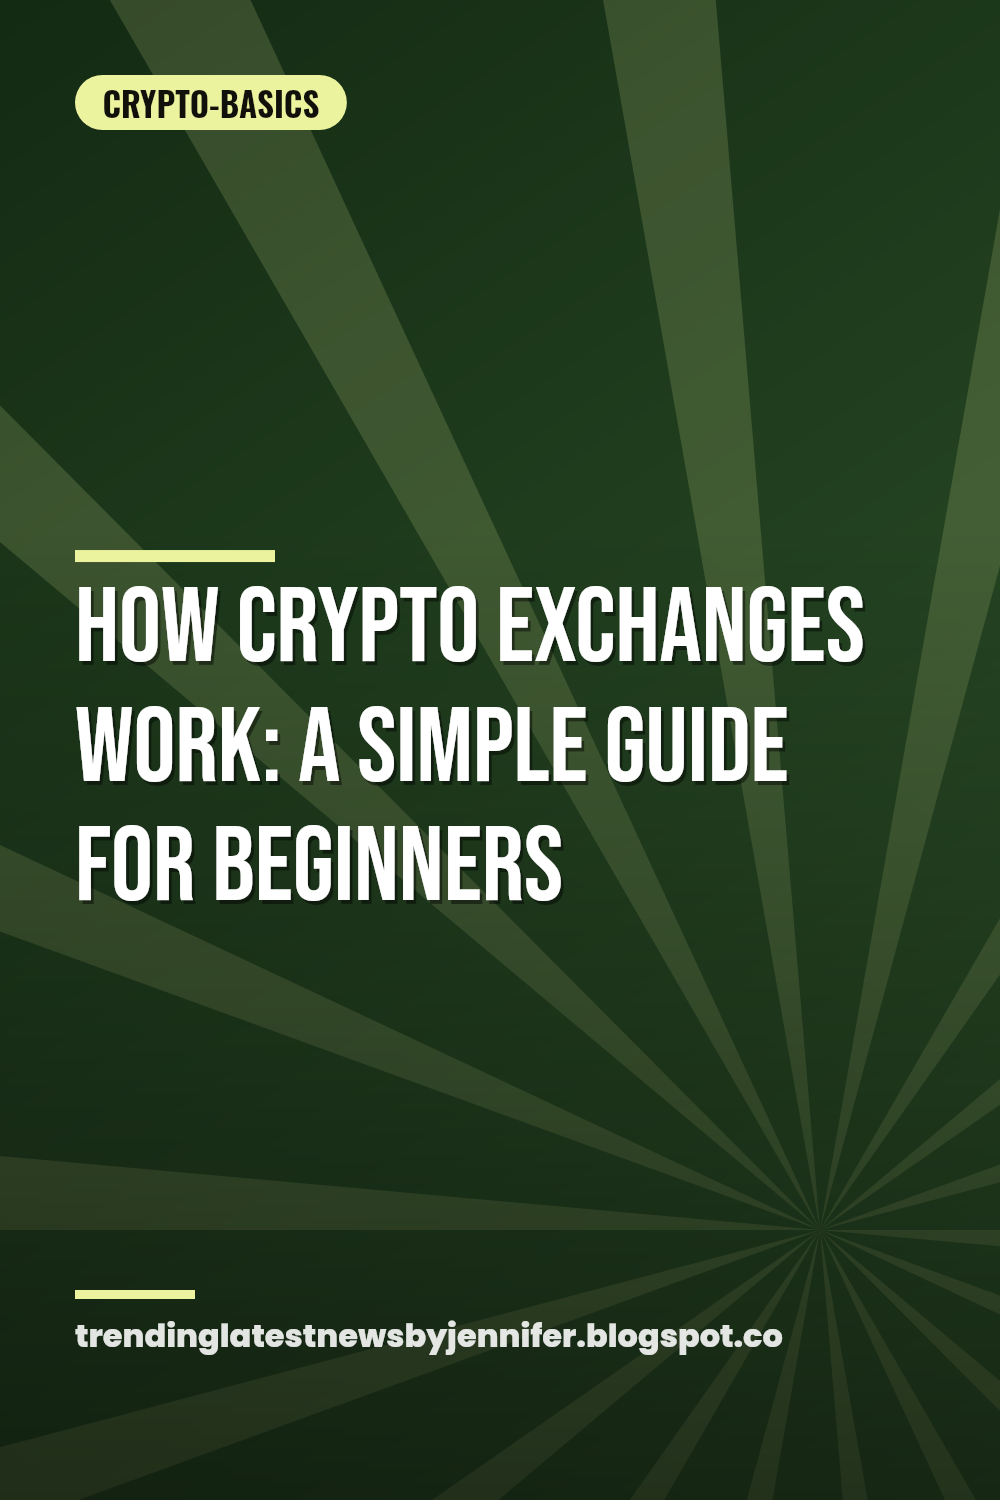 CRYPTO-BASICS
HOW CRYPTO EXCHANGES
WORK: A SIMPLE GUIDE
FOR BEGINNERS
trendinglatestnewsbyjennifer.blogspot.co